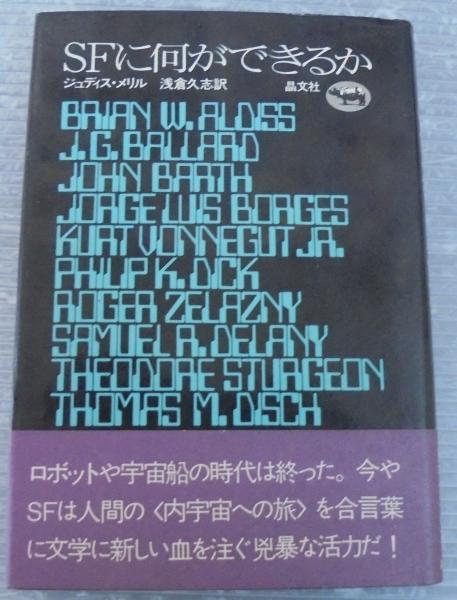 SFに何ができるか
ジュディス・メリル 浅倉久志訳 晶文社
BRIAN W. ALDISS
J. G. BALLARD
JOHN BARTH
JORGE LUIS BORGES
KURT VONNEGUT JR.
PHILIP K. DICK
ROGER ZELAZNY
SAMUEL R. DELANY
THEODORE STURGEON
THOMAS M. DISCH
ロボットや宇宙船の時代は終った。今や
SFは人間の〈内宇宙への旅〉を合言葉
に文学に新しい血を注ぐ兇暴な活力だ!